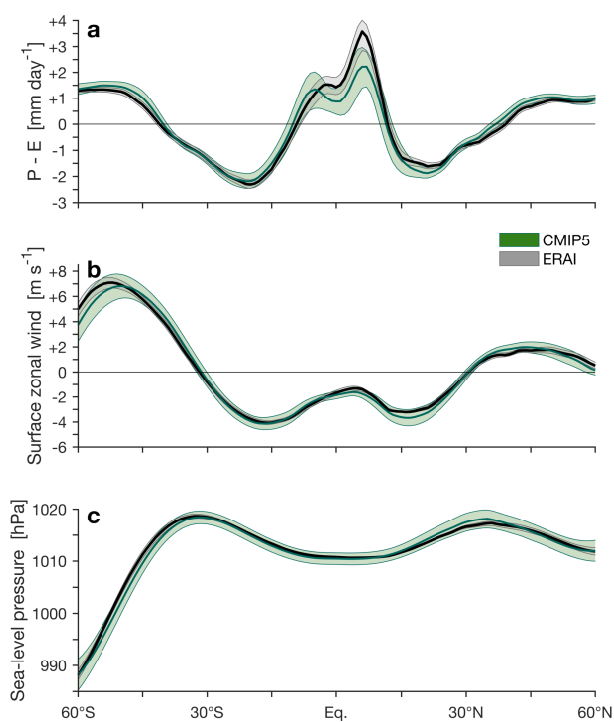 a
+4
+3
+2
+1
0
-1
-2
-3
P - E [mm day⁻¹]
CMIP5
ERAI
b
+8
+6
+4
+2
0
-2
-4
-6
Surface zonal wind [m s⁻¹]
c
1020
1010
1000
990
Sea-level pressure [hPa]
60°S 30°S Eq. 30°N 60°N